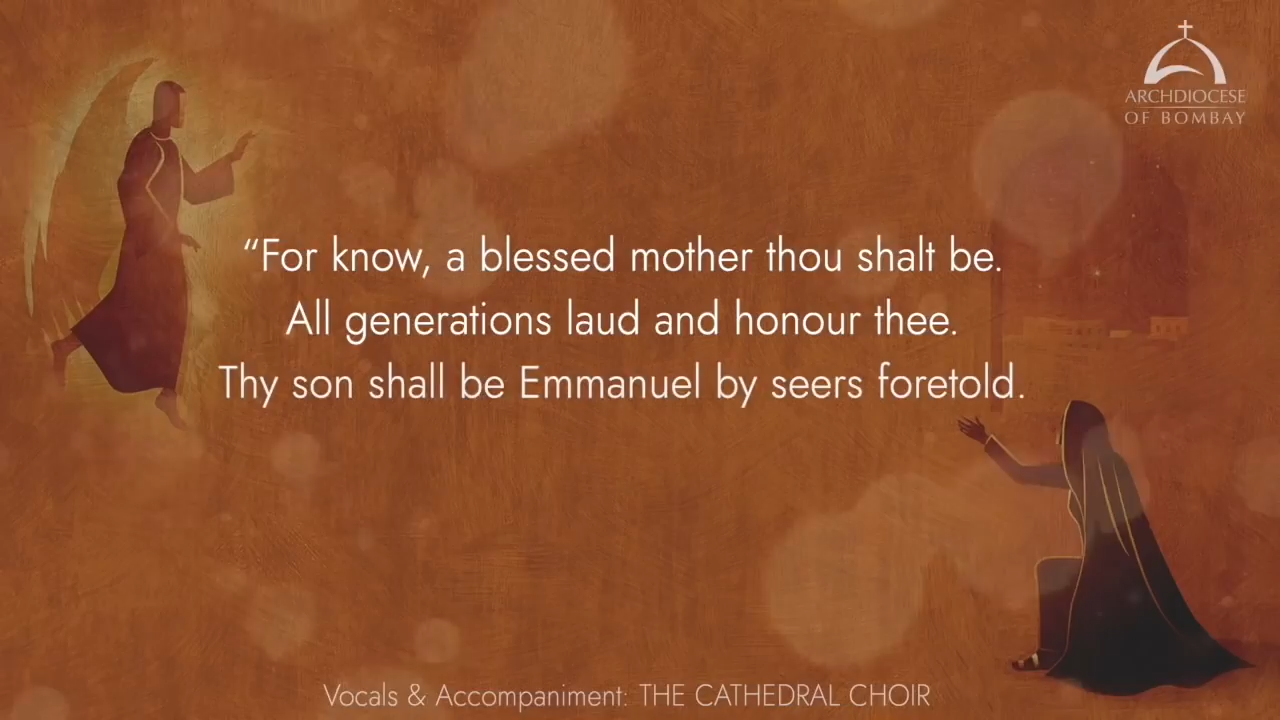 ARCHDIOCESE
OF BOMBAY
“For know, a blessed mother thou shalt be.
All generations laud and honour thee.
Thy son shall be Emmanuel by seers foretold.
Vocals & Accompaniment: THE CATHEDRAL CHOIR